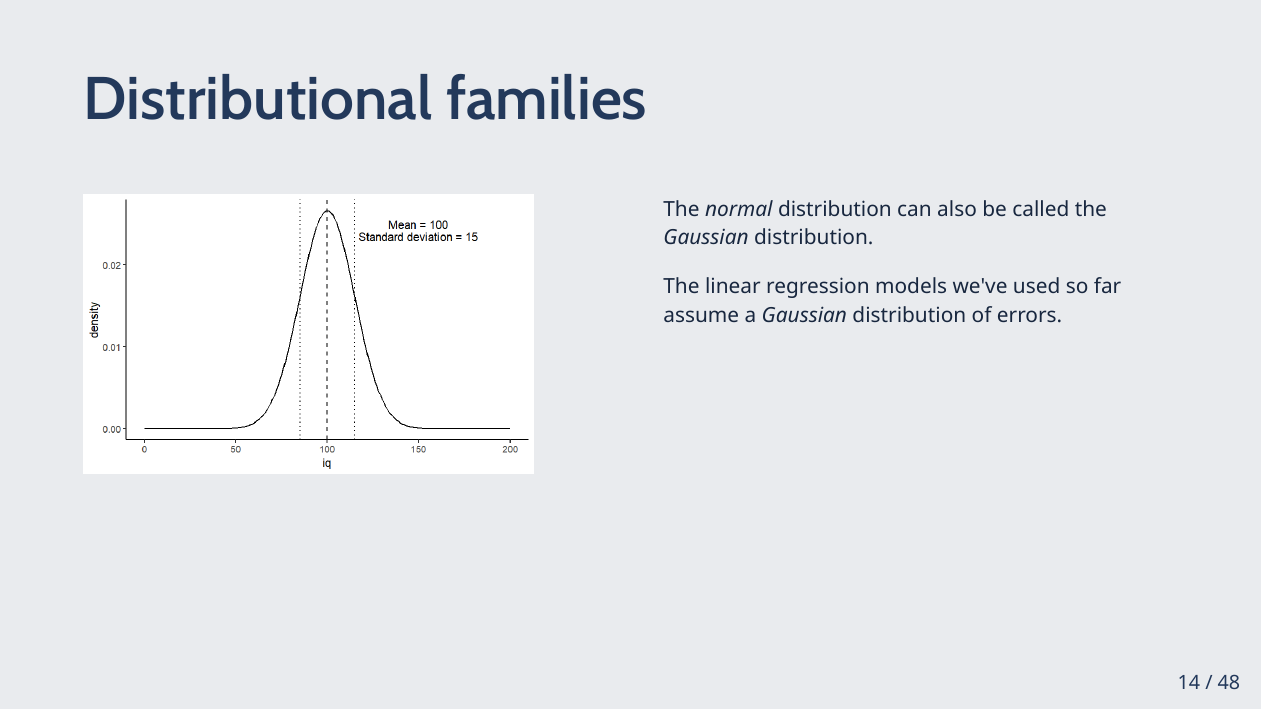 Distributional families
Mean = 100
Standard deviation = 15
0.02
0.01
0.00
density
0
50
100
150
200
iq
The normal distribution can also be called the
Gaussian distribution.
The linear regression models we've used so far
assume a Gaussian distribution of errors.
14 / 48